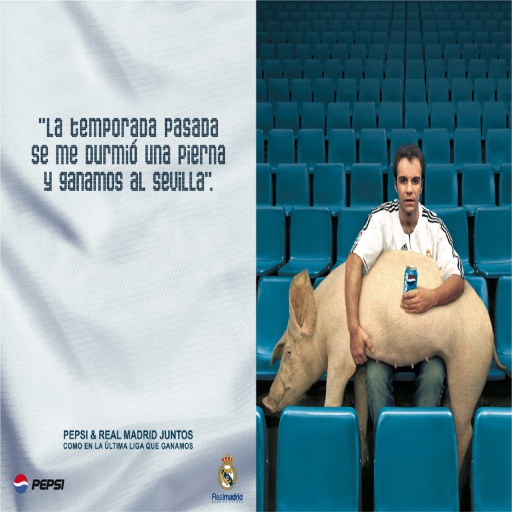 "La temporada pasada
se me durmió una pierna
y ganamos al Sevilla".
PEPSI & REAL MADRID JUNTOS
COMO EN LA ÚLTIMA LIGA QUE GANAMOS
PEPSI
Realmadrid